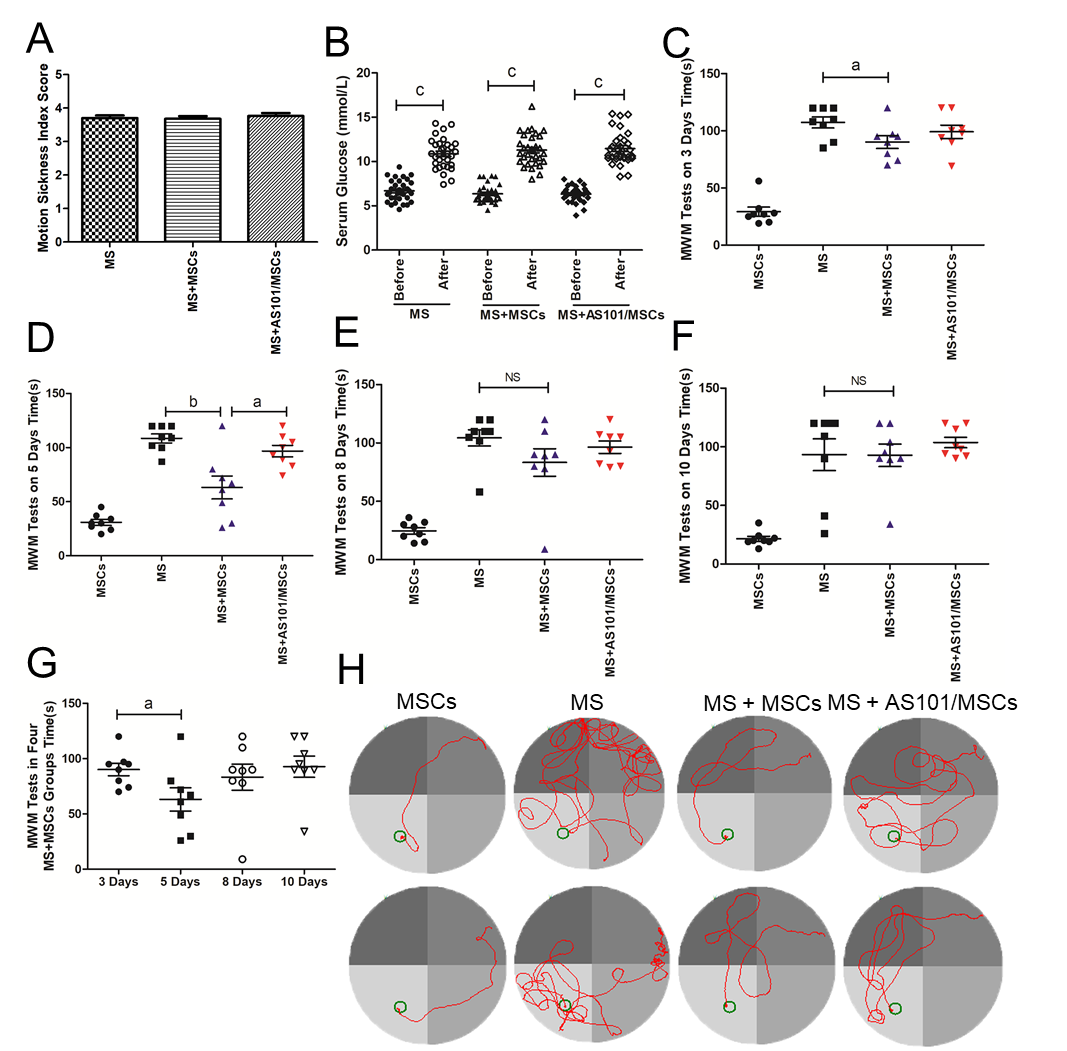 A
Motion Sickness Index Score
5
4
3
2
1
0
MS
MS+MSCs
MS+AS101/MSCs
B
Serum Glucose (mmol/L)
20
15
10
5
0
C
C
C
Before
After
Before
After
Before
After
MS
MS+MSCs
MS+AS101/MSCs
C
MWM Tests on 3 Days Time(s)
150
100
50
0
a
MSCs
MS
MS+MSCs
MS+AS101/MSCs
D
MWM Tests on 5 Days Time(s)
150
100
50
0
b
a
MSCs
MS
MS+MSCs
MS+AS101/MSCs
E
MWM Tests on 8 Days Time(s)
150
100
50
0
NS
MSCs
MS
MS+MSCs
MS+AS101/MSCs
F
MWM Tests on 10 Days Time(s)
150
100
50
0
NS
MSCs
MS
MS+MSCs
MS+AS101/MSCs
G
MWM Tests in Four
MS+MSCs Groups Time(s)
150
100
50
0
a
3 Days
5 Days
8 Days
10 Days
H
MSCs
MS
MS + MSCs
MS + AS101/MSCs